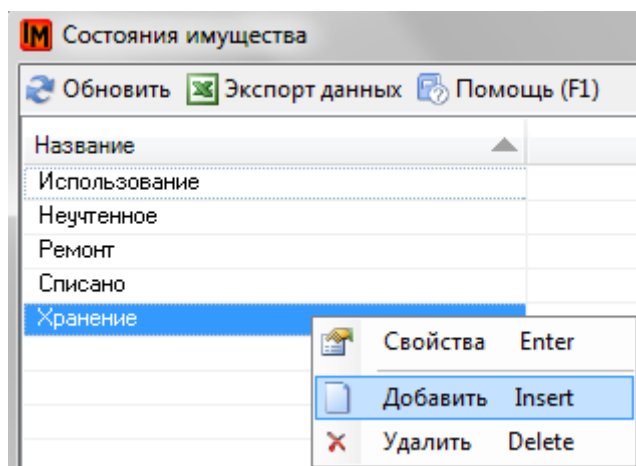 IM Состояния имущества
Обновить Экспорт данных Помощь (F1)
Название
Использование
Неучтенное
Ремонт
Списано
Хранение
Свойства Enter
Добавить Insert
Удалить Delete